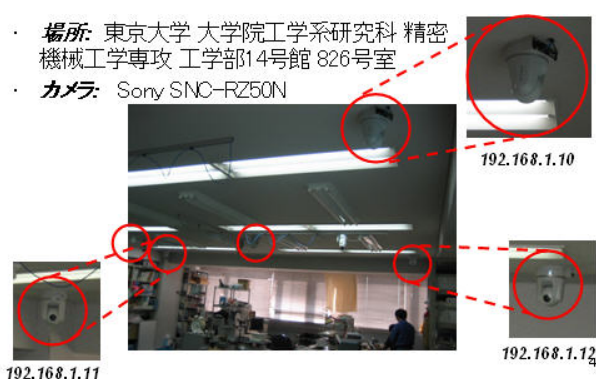 ・ 場所: 東京大学 大学院工学系研究科 精密
機械工学専攻 工学部14号館 826号室
・ カメラ: Sony SNC-RZ50N
192.168.1.10
192.168.1.11
192.168.1.12
4